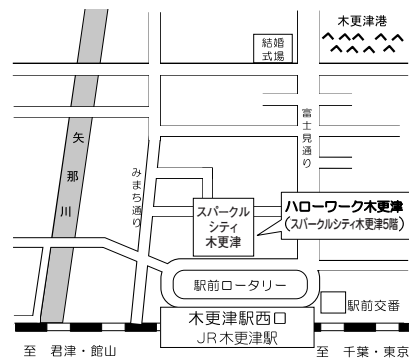 木更津港
結婚
式場
富士見通り
矢那川
みまち通り
スパークル
シティ
木更津
ハローワーク木更津
(スパークルシティ木更津5階)
駅前ロータリー
駅前交番
木更津駅西口
JR木更津駅
至 君津・館山
至 千葉・東京